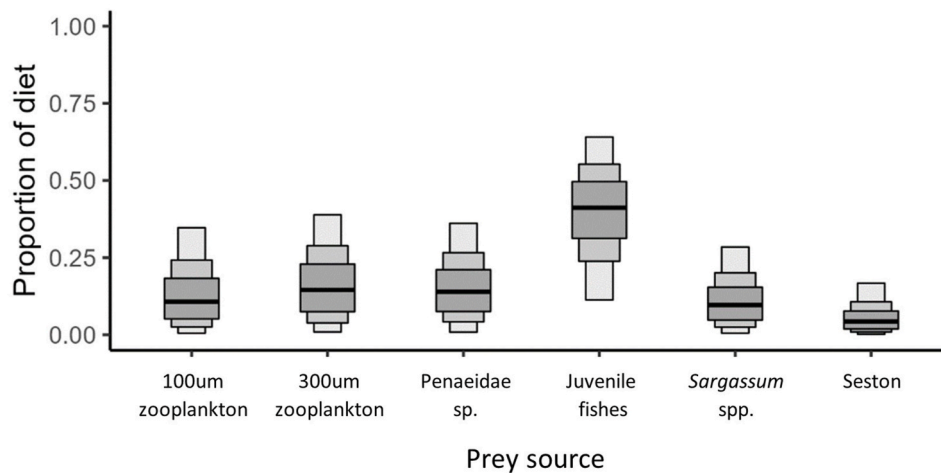 1.00
0.75
0.50
0.25
0.00
Proportion of diet
100um
zooplankton
300um
zooplankton
Penaeidae
sp.
Juvenile
fishes
Sargassum
spp.
Seston
Prey source